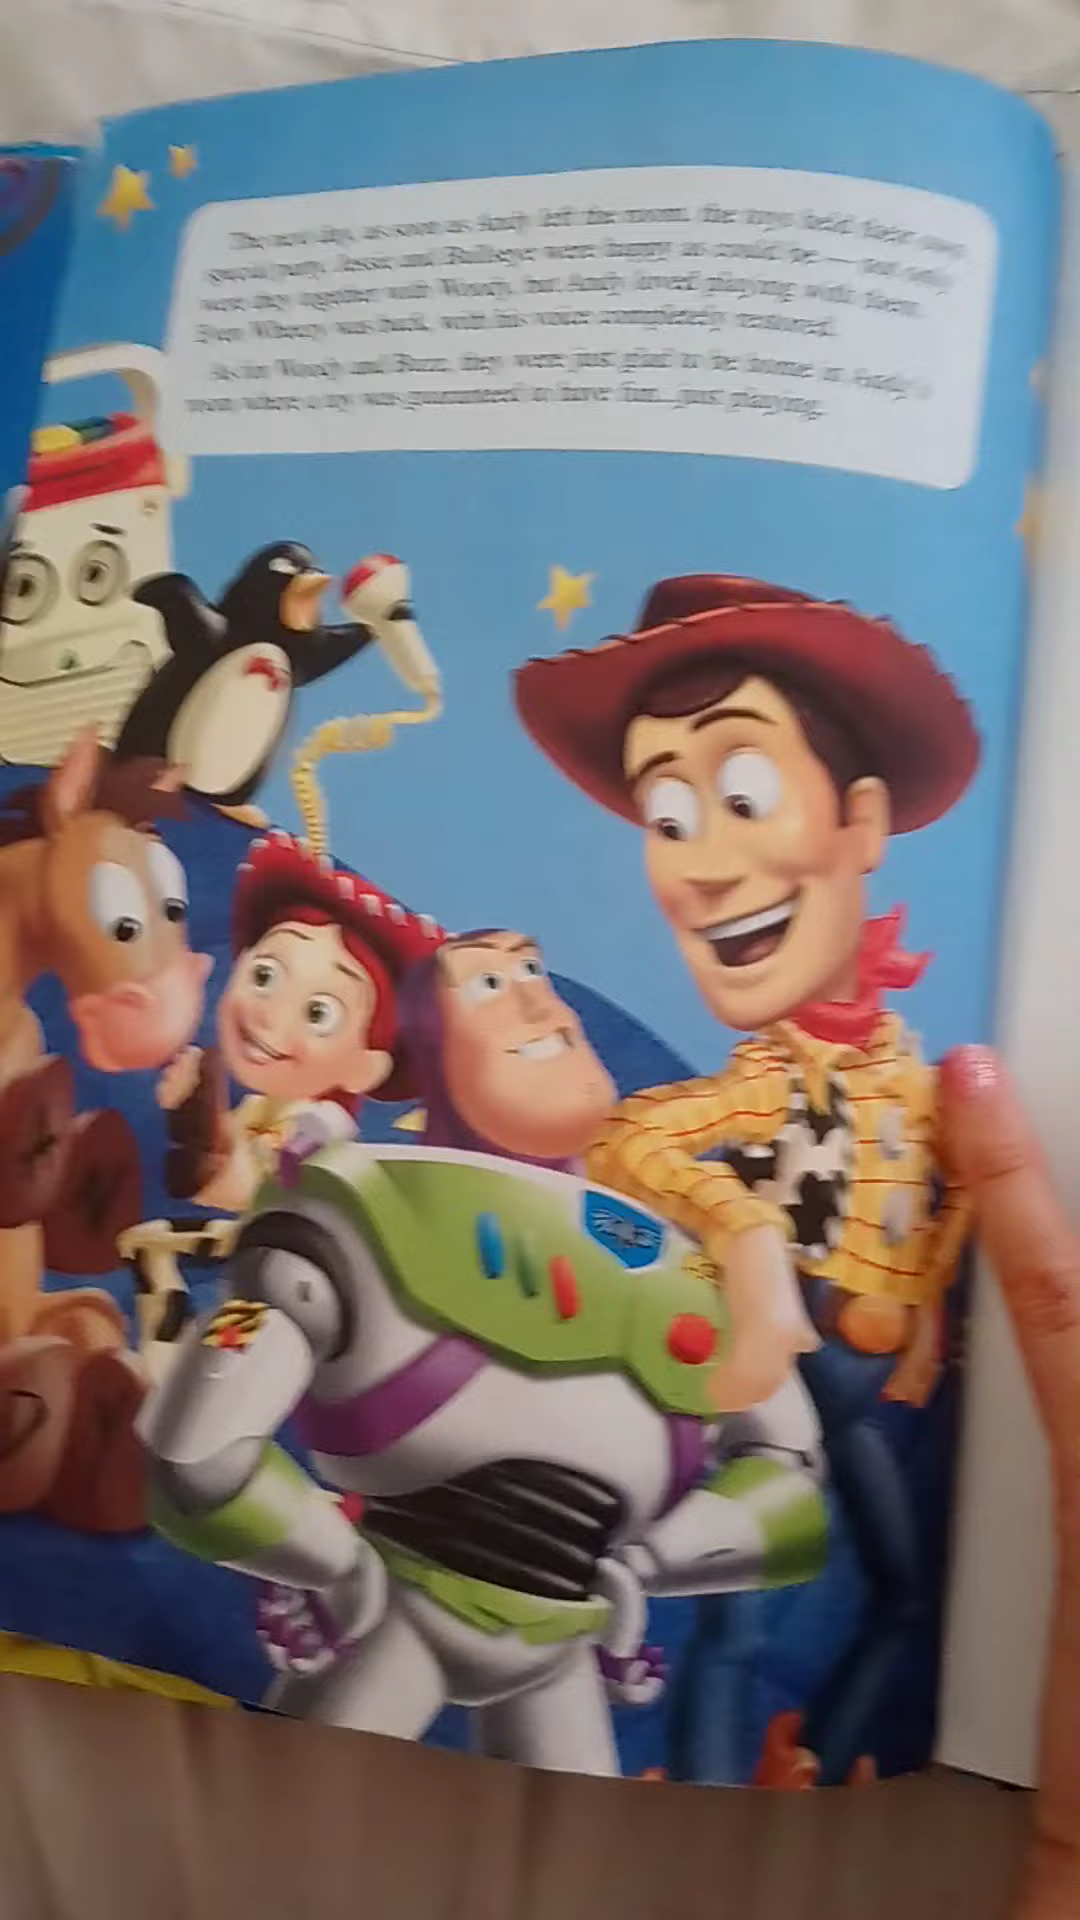 The next day, as soon as Andy left the room, the toys held their own
special party. Jessie and Bullseye were happy as could be — not only
were they together with Woody, but Andy loved playing with them.
Even Wheezy was back, with his voice completely restored.
As for Woody and Buzz, they were just glad to be home in Andy's
room where a toy was guaranteed to have fun...just playing.